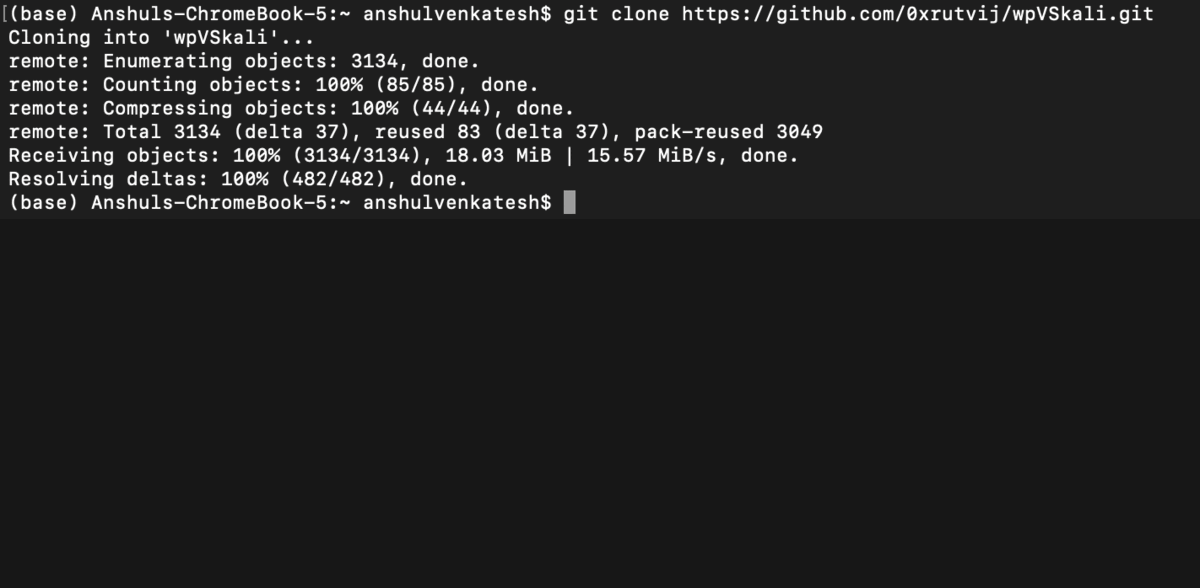 [(base) Anshuls-ChromeBook-5:~ anshulvenkatesh$ git clone https://github.com/0xrutvij/wpVSkali.git
Cloning into 'wpVSkali'...
remote: Enumerating objects: 3134, done.
remote: Counting objects: 100% (85/85), done.
remote: Compressing objects: 100% (44/44), done.
remote: Total 3134 (delta 37), reused 83 (delta 37), pack-reused 3049
Receiving objects: 100% (3134/3134), 18.03 MiB | 15.57 MiB/s, done.
Resolving deltas: 100% (482/482), done.
(base) Anshuls-ChromeBook-5:~ anshulvenkatesh$